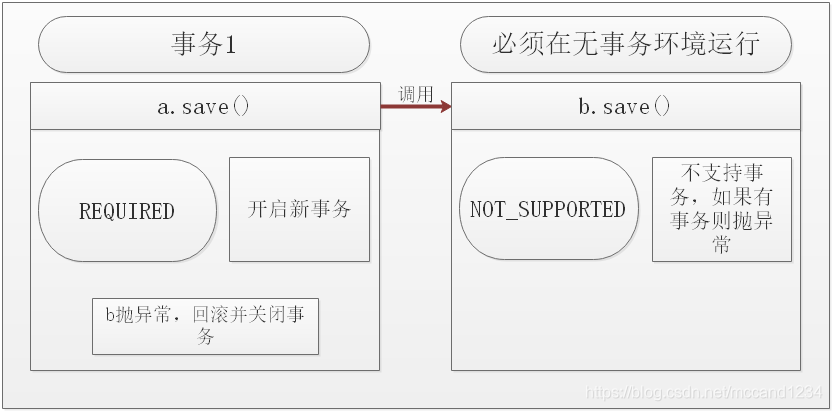 事务1
必须在无事务环境运行
a.save()
调用
b.save()
REQUIRED
开启新事务
NOT_SUPPORTED
不支持事
务，如果有
事务则抛异
常
b抛异常，回滚并关闭事
务
https://blog.csdn.net/mccand1234